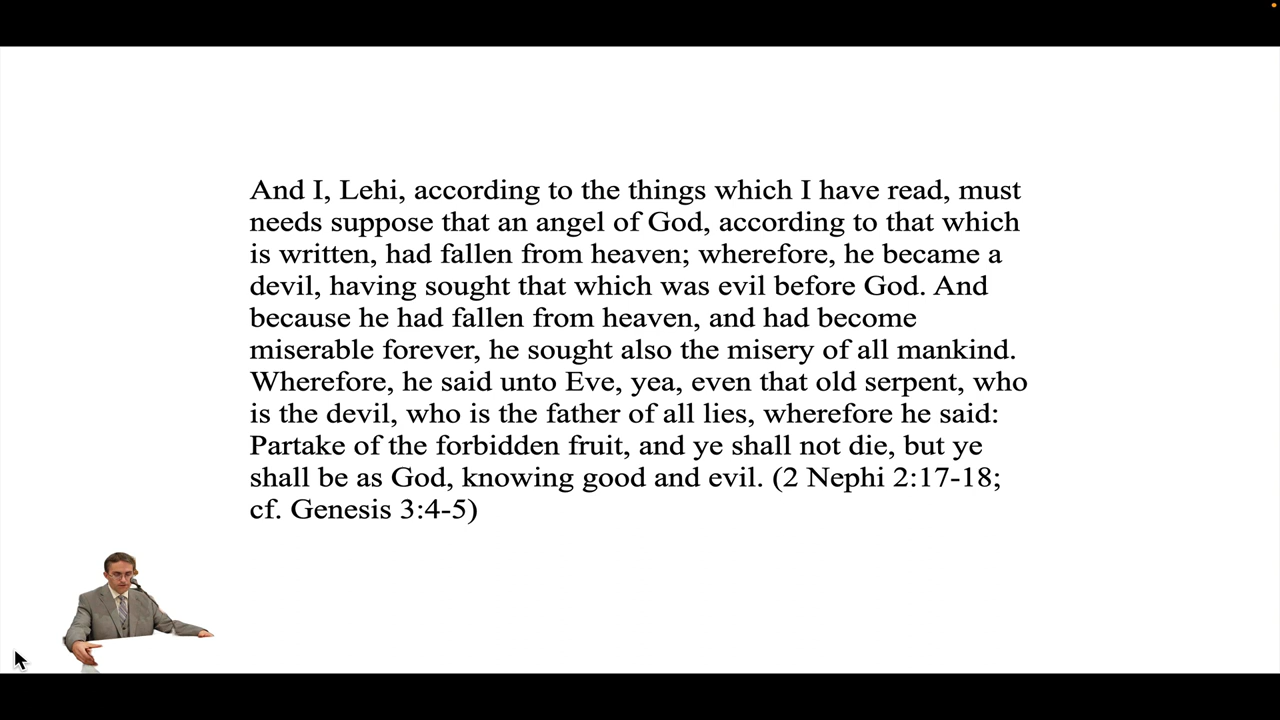 And I, Lehi, according to the things which I have read, must
needs suppose that an angel of God, according to that which
is written, had fallen from heaven; wherefore, he became a
devil, having sought that which was evil before God. And
because he had fallen from heaven, and had become
miserable forever, he sought also the misery of all mankind.
Wherefore, he said unto Eve, yea, even that old serpent, who
is the devil, who is the father of all lies, wherefore he said:
Partake of the forbidden fruit, and ye shall not die, but ye
shall be as God, knowing good and evil. (2 Nephi 2:17-18;
cf. Genesis 3:4-5)